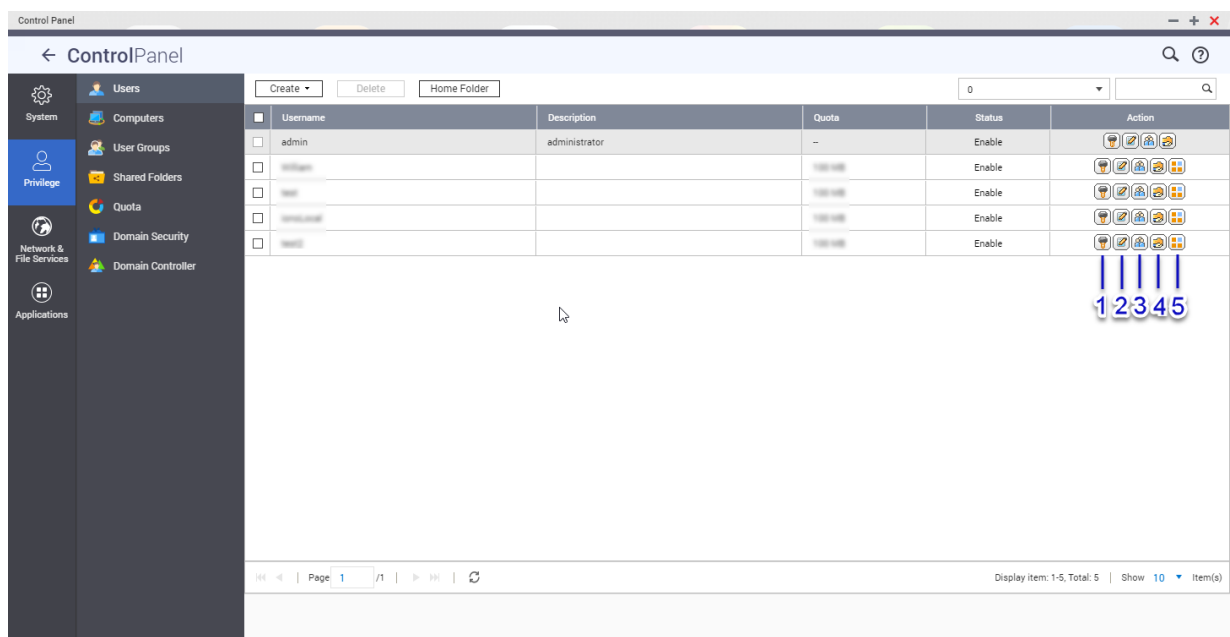 Control Panel
ControlPanel
System
Privilege
Network &
File Services
Applications
Users
Computers
User Groups
Shared Folders
Quota
Domain Security
Domain Controller
Create Delete Home Folder 0
Username Description Quota Status Action
admin administrator -- Enable
Enable
Enable
Enable
Enable
1 2 3 4 5
Page 1 /1 Display item: 1-5, Total: 5 | Show 10 Item(s)